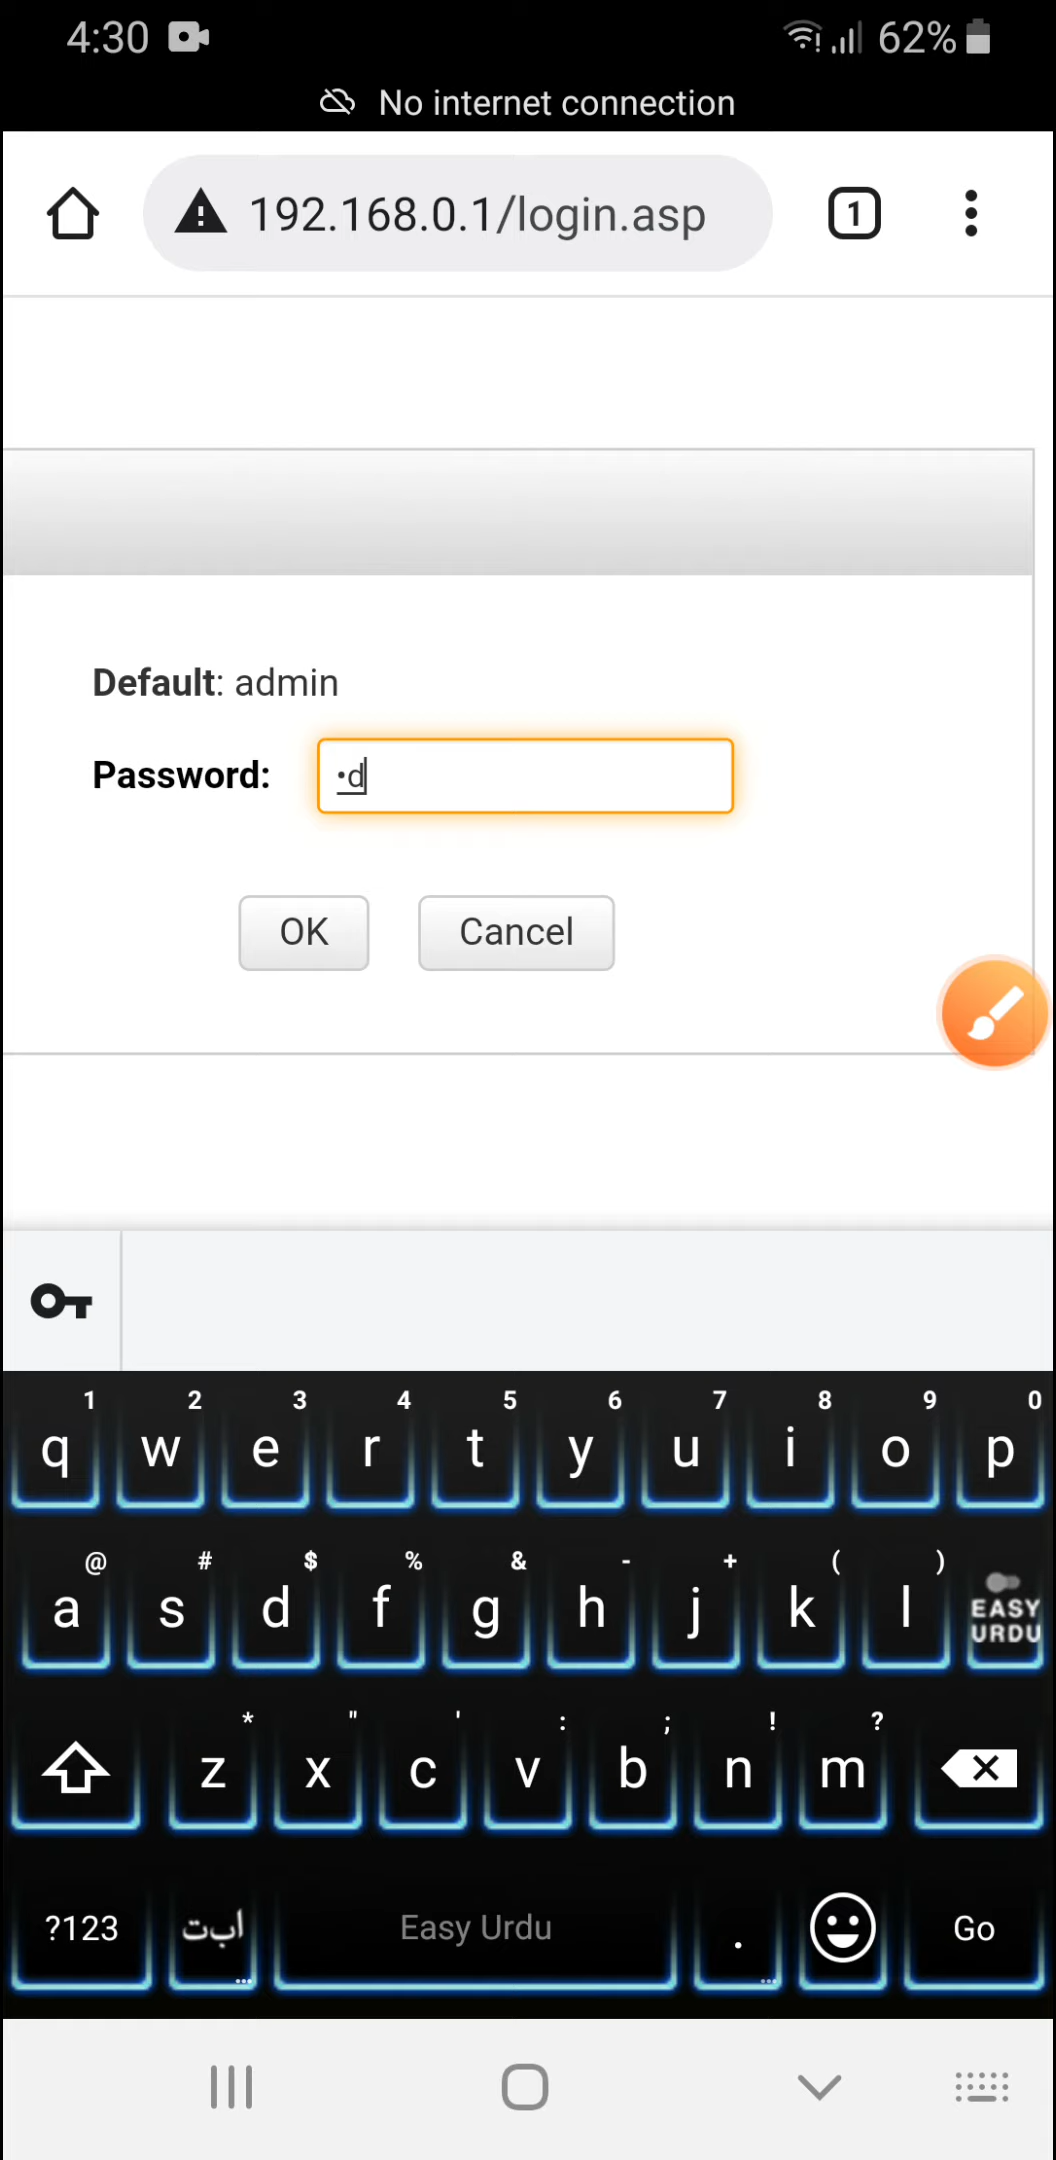 4:30 62%
No internet connection
192.168.0.1/login.asp 1
Default: admin
Password: •d
OK Cancel
1 2 3 4 5 6 7 8 9 0
q w e r t y u i o p
@ # $ % & - + ( )
a s d f g h j k l EASY URDU
* " ' : ; ! ?
z x c v b n m
?123 ابت Easy Urdu . Go